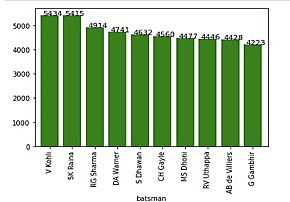 5434 5415 4914 4741 4632 4560 4477 4446 4428 4223
5000
4000
3000
2000
1000
0
V Kohli
SK Raina
RG Sharma
DA Warner
S Dhawan
CH Gayle
MS Dhoni
RV Uthappa
AB de Villiers
G Gambhir
batsman